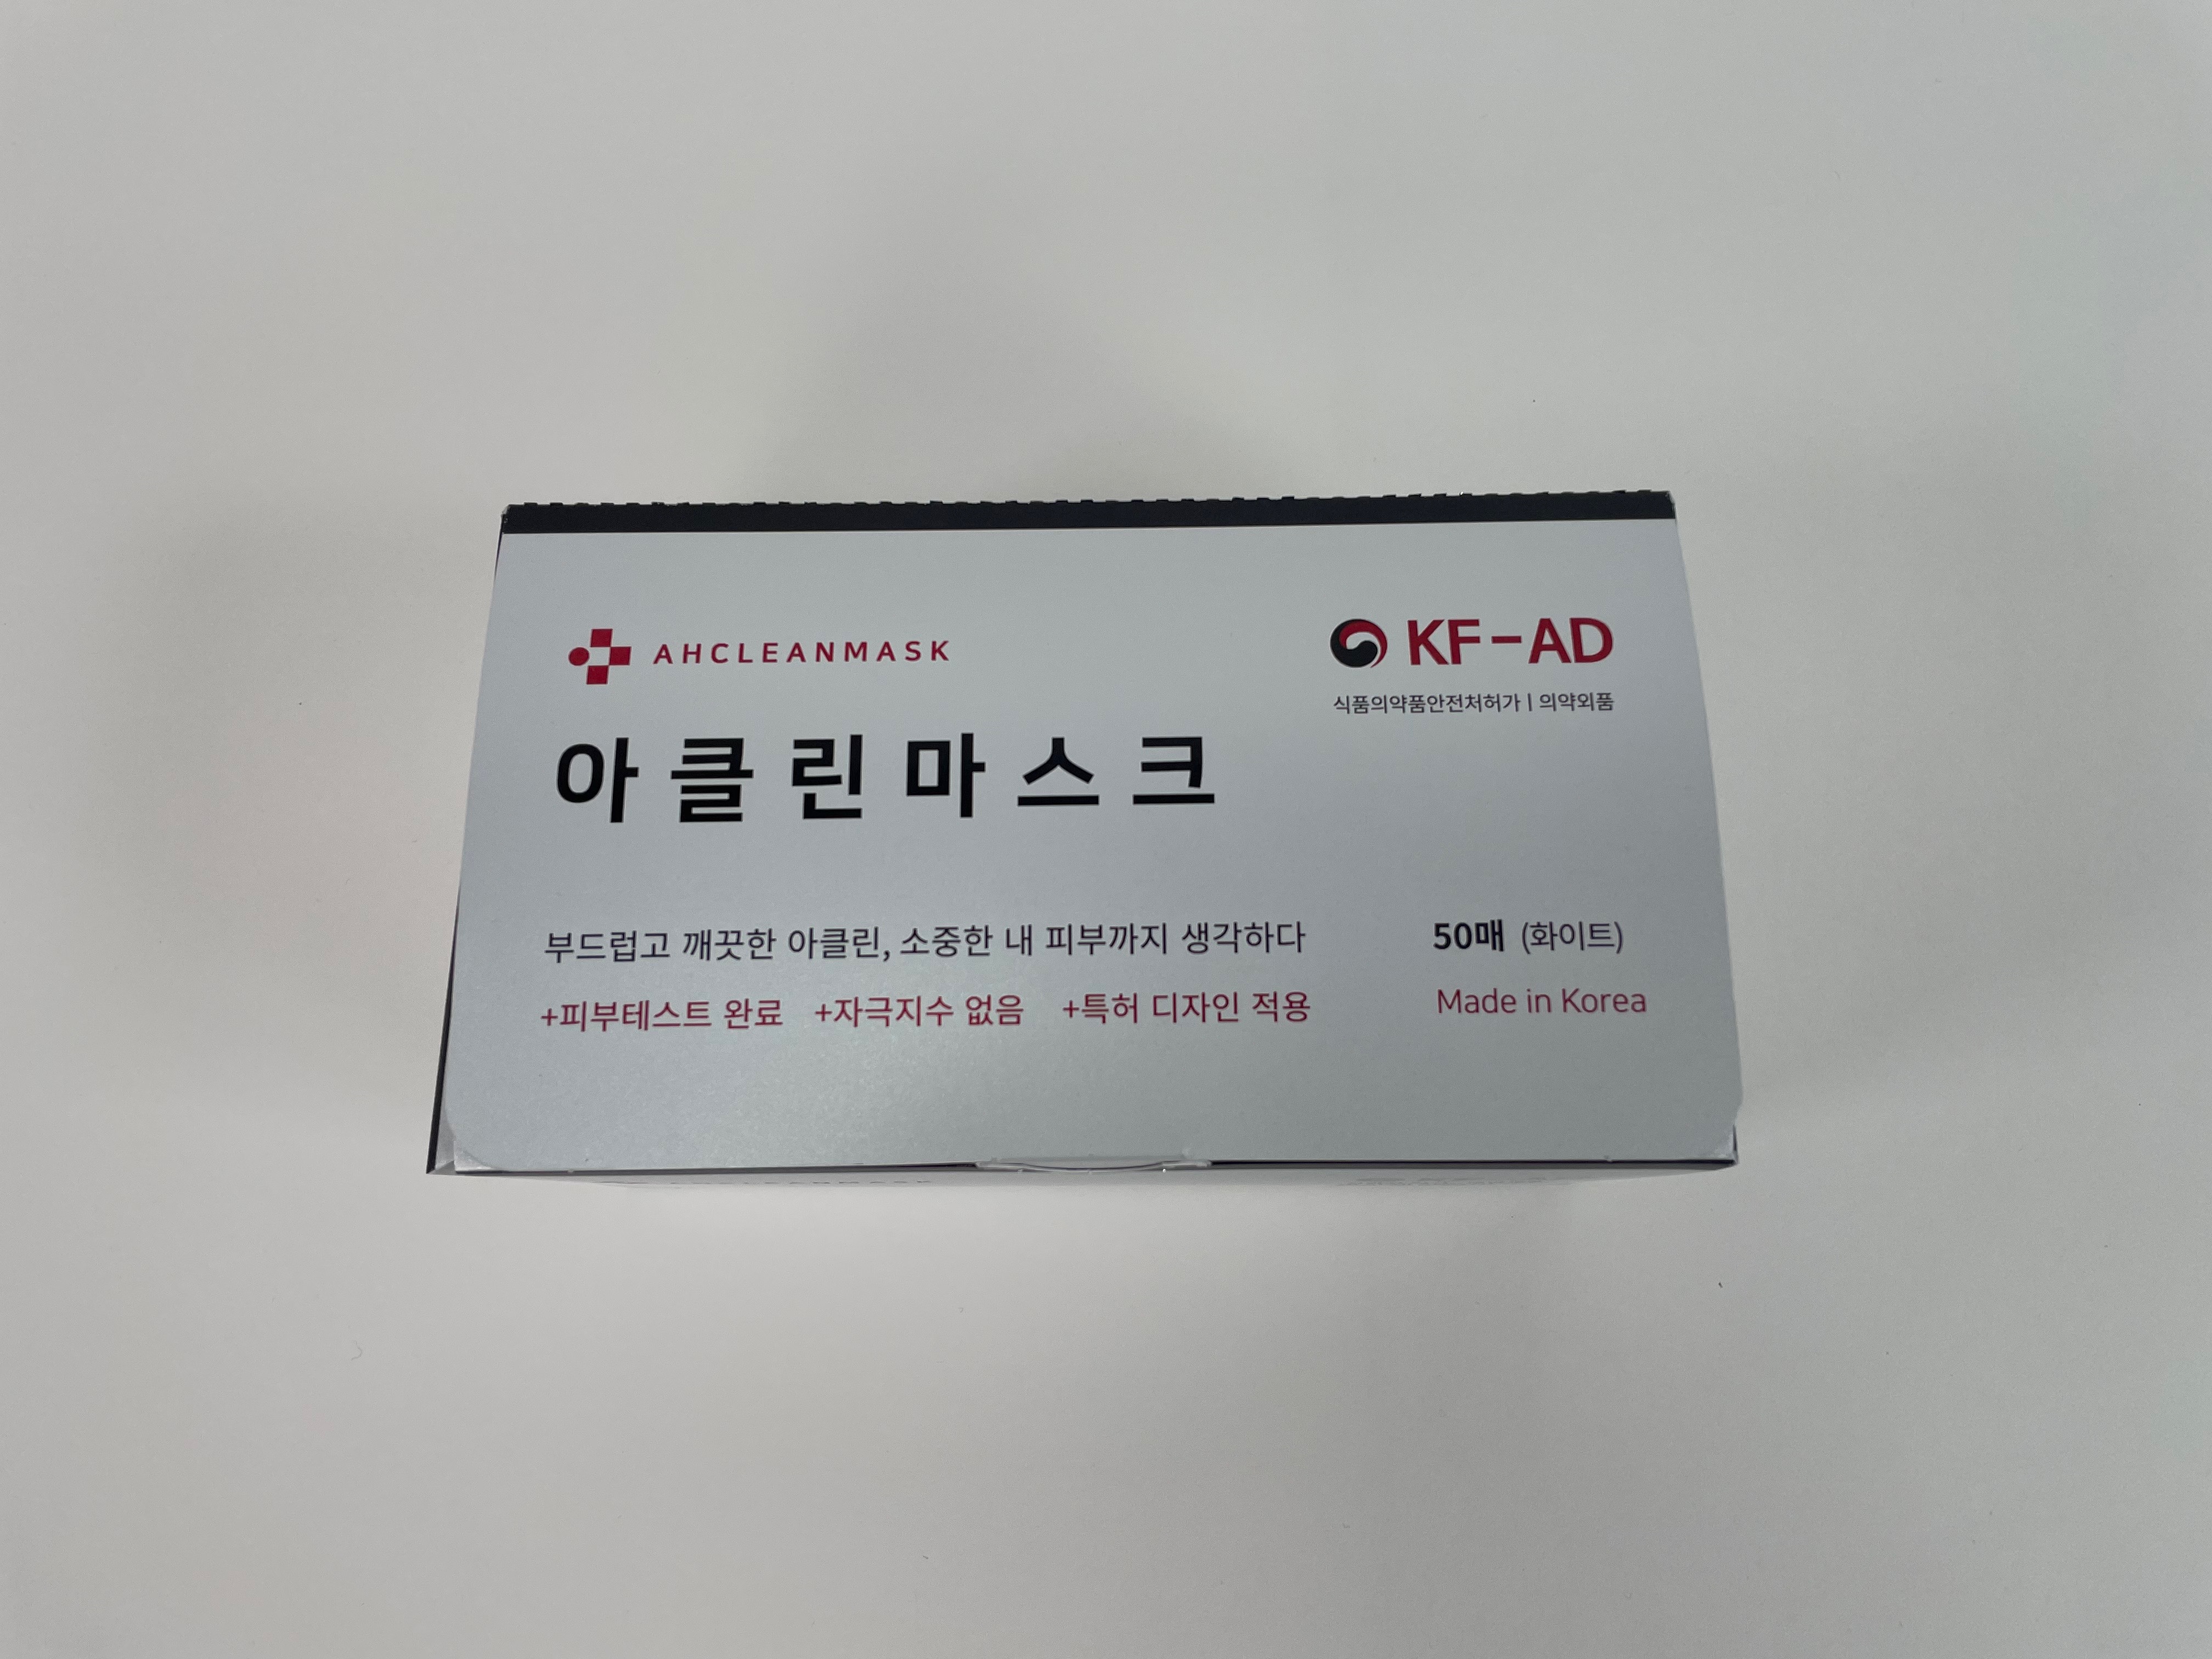 AHCLEANMASK
KF-AD
식품의약품안전처허가 | 의약외품
아클린마스크
부드럽고 깨끗한 아클린, 소중한 내 피부까지 생각하다
50매 (화이트)
+피부테스트 완료 +자극지수 없음 +특허 디자인 적용
Made in Korea